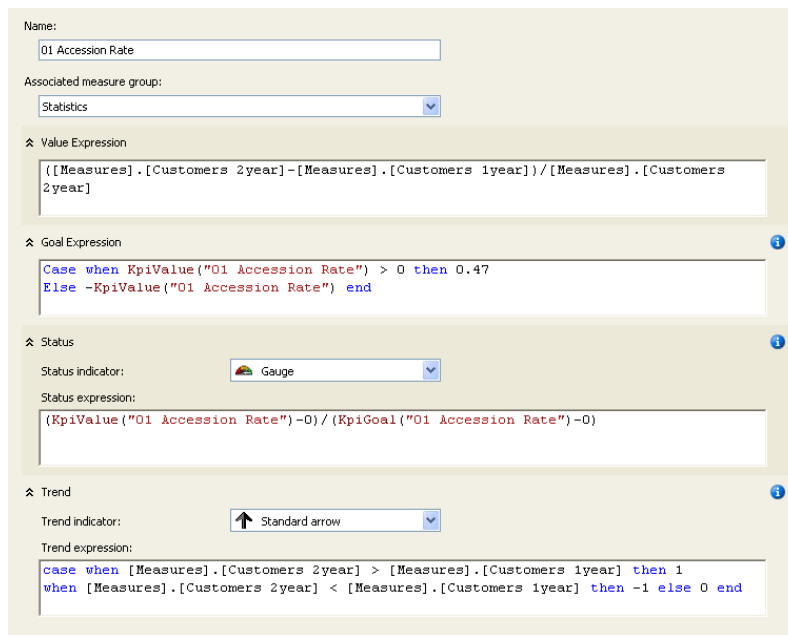 Name:
01 Accession Rate
Associated measure group:
Statistics
Value Expression
([Measures].[Customers 2year]-[Measures].[Customers 1year])/[Measures].[Customers
2year]
Goal Expression
Case when KpiValue("01 Accession Rate") > 0 then 0.47
Else -KpiValue("01 Accession Rate") end
Status
Status indicator:
Gauge
Status expression:
(KpiValue("01 Accession Rate")-0)/(KpiGoal("01 Accession Rate")-0)
Trend
Trend indicator:
Standard arrow
Trend expression:
case when [Measures].[Customers 2year] > [Measures].[Customers 1year] then 1
when [Measures].[Customers 2year] < [Measures].[Customers 1year] then -1 else 0 end